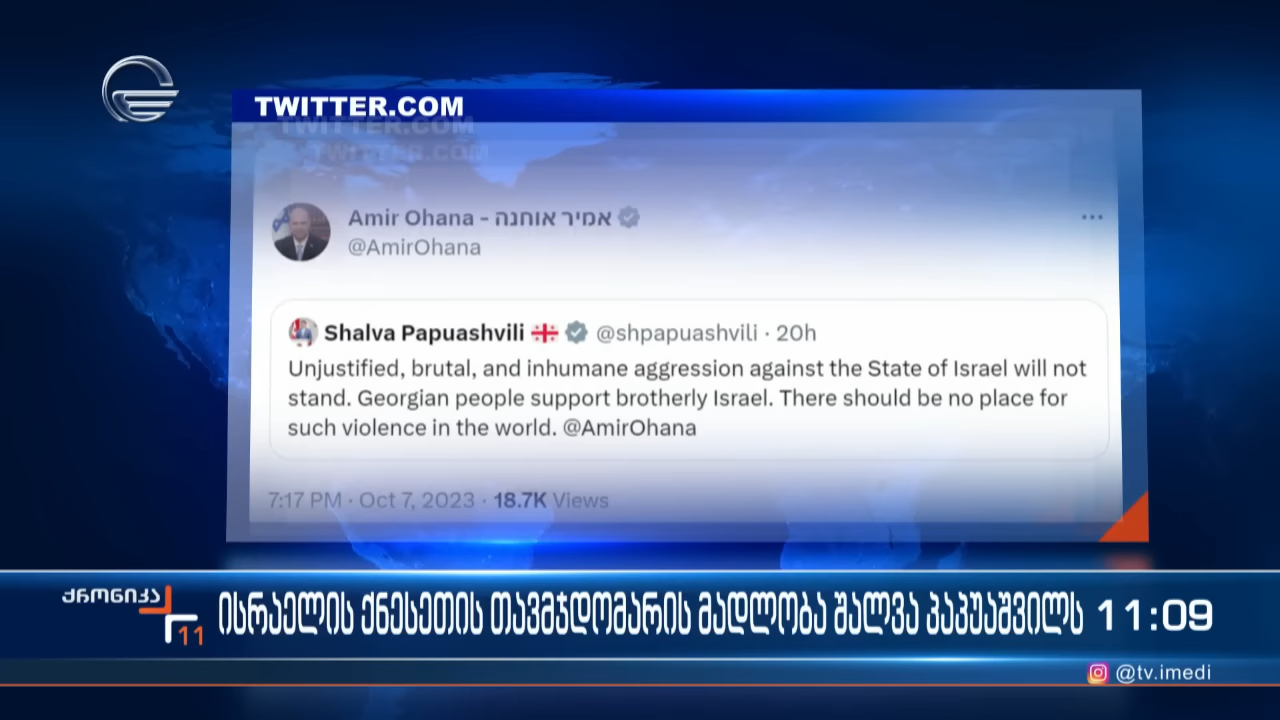 TWITTER.COM
Amir Ohana - אמיר אוחנה
@AmirOhana
Shalva Papuashvili @shpapuashvili · 20h
Unjustified, brutal, and inhumane aggression against the State of Israel will not
stand. Georgian people support brotherly Israel. There should be no place for
such violence in the world. @AmirOhana
7:17 PM · Oct 7, 2023 · 18.7K Views
ქრონიკა
11
ისრაელის ქნესეთის თავმჯდომარის მადლობა შალვა პაპუაშვილს
11:09
@tv.imedi